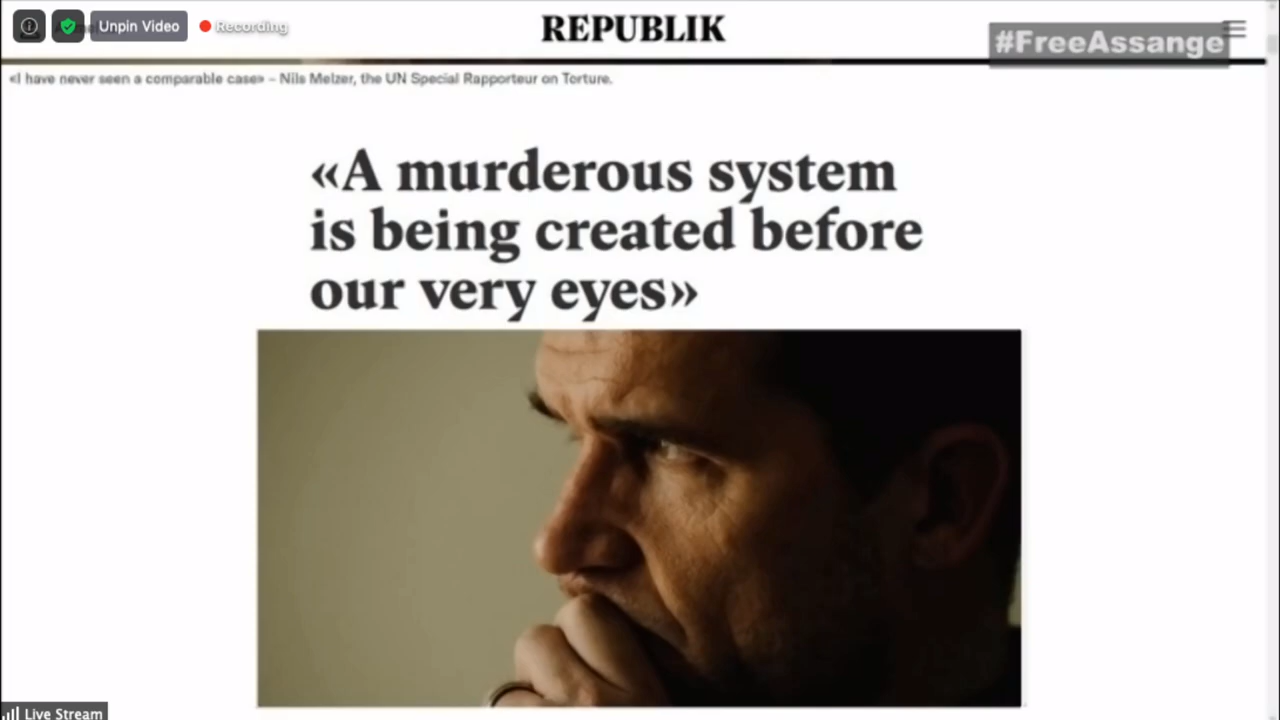 Unpin Video
Recording
REPUBLIK
#FreeAssange
«I have never seen a comparable case» – Nils Melzer, the UN Special Rapporteur on Torture.
«A murderous system
is being created before
our very eyes»
Live Stream